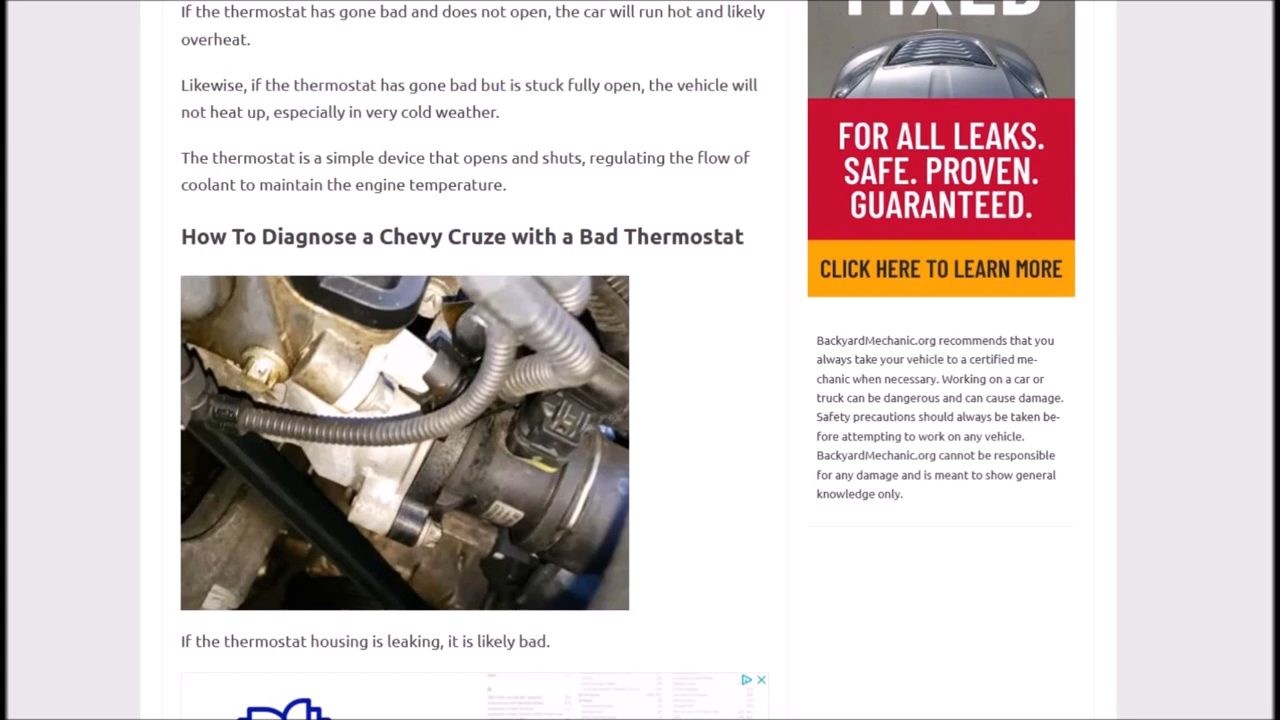 If the thermostat has gone bad and does not open, the car will run hot and likely
overheat.
Likewise, if the thermostat has gone bad but is stuck fully open, the vehicle will
not heat up, especially in very cold weather.
The thermostat is a simple device that opens and shuts, regulating the flow of
coolant to maintain the engine temperature.
How To Diagnose a Chevy Cruze with a Bad Thermostat
If the thermostat housing is leaking, it is likely bad.
FIXED
FOR ALL LEAKS.
SAFE. PROVEN.
GUARANTEED.
CLICK HERE TO LEARN MORE
BackyardMechanic.org recommends that you
always take your vehicle to a certified me-
chanic when necessary. Working on a car or
truck can be dangerous and can cause damage.
Safety precautions should always be taken be-
fore attempting to work on any vehicle.
BackyardMechanic.org cannot be responsible
for any damage and is meant to show general
knowledge only.